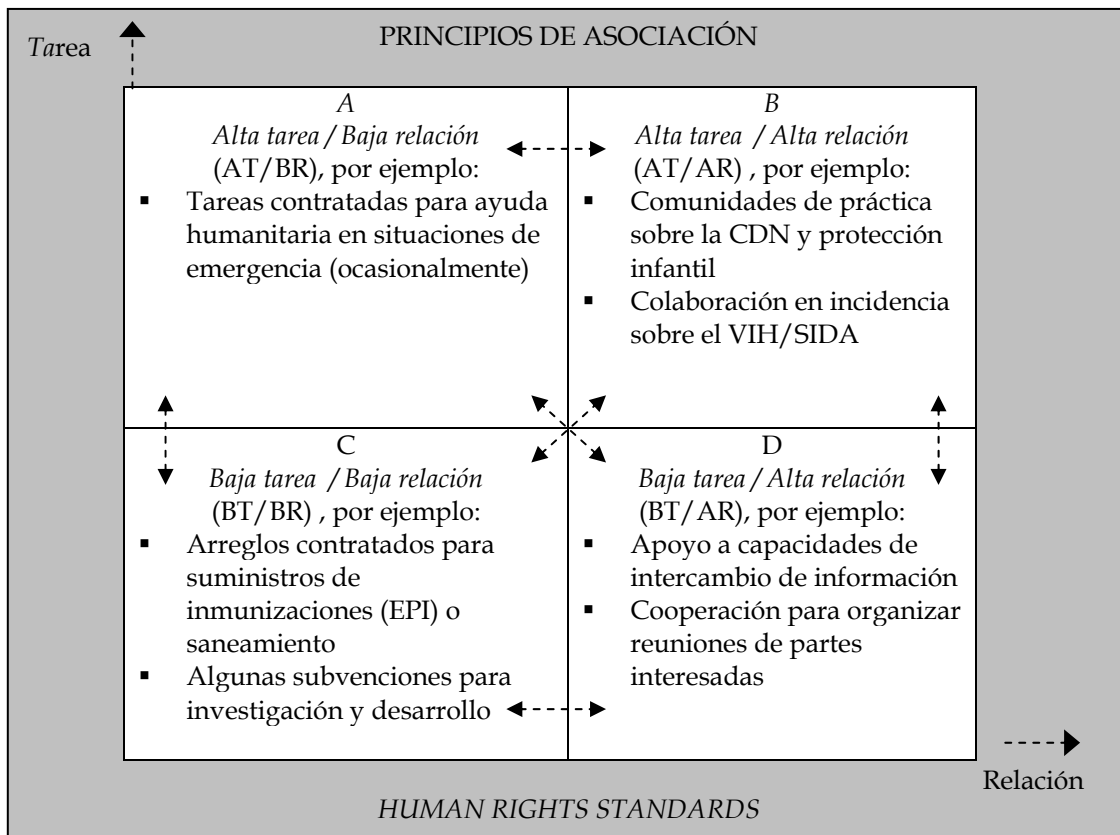 PRINCIPIOS DE ASOCIACIÓN
Tarea
A
Alta tarea / Baja relación
(AT/BR), por ejemplo:
▪ Tareas contratadas para ayuda
humanitaria en situaciones de
emergencia (ocasionalmente)
B
Alta tarea / Alta relación
(AT/AR) , por ejemplo:
▪ Comunidades de práctica
sobre la CDN y protección
infantil
▪ Colaboración en incidencia
sobre el VIH/SIDA
C
Baja tarea / Baja relación
(BT/BR) , por ejemplo:
▪ Arreglos contratados para
suministros de
inmunizaciones (EPI) o
saneamiento
▪ Algunas subvenciones para
investigación y desarrollo
D
Baja tarea / Alta relación
(BT/AR), por ejemplo:
▪ Apoyo a capacidades de
intercambio de información
▪ Cooperación para organizar
reuniones de partes
interesadas
Relación
HUMAN RIGHTS STANDARDS